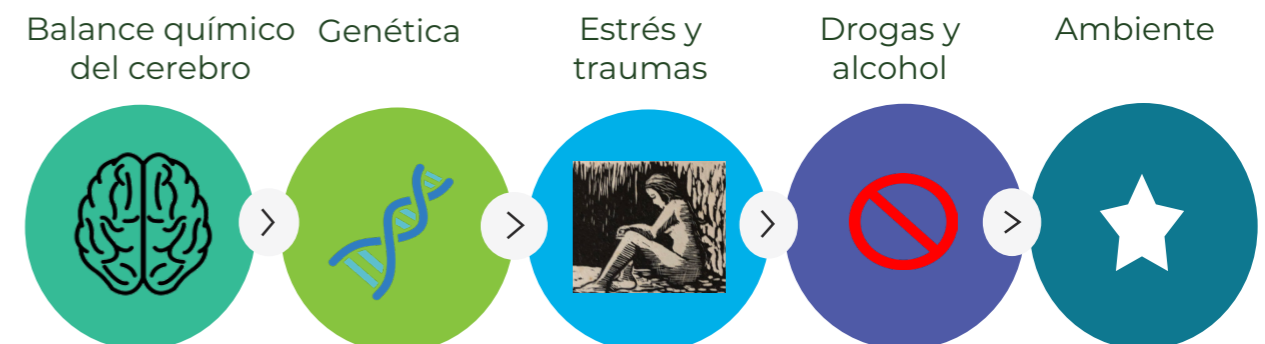 Balance químico
del cerebro
Genética
Estrés y
traumas
Drogas y
alcohol
Ambiente